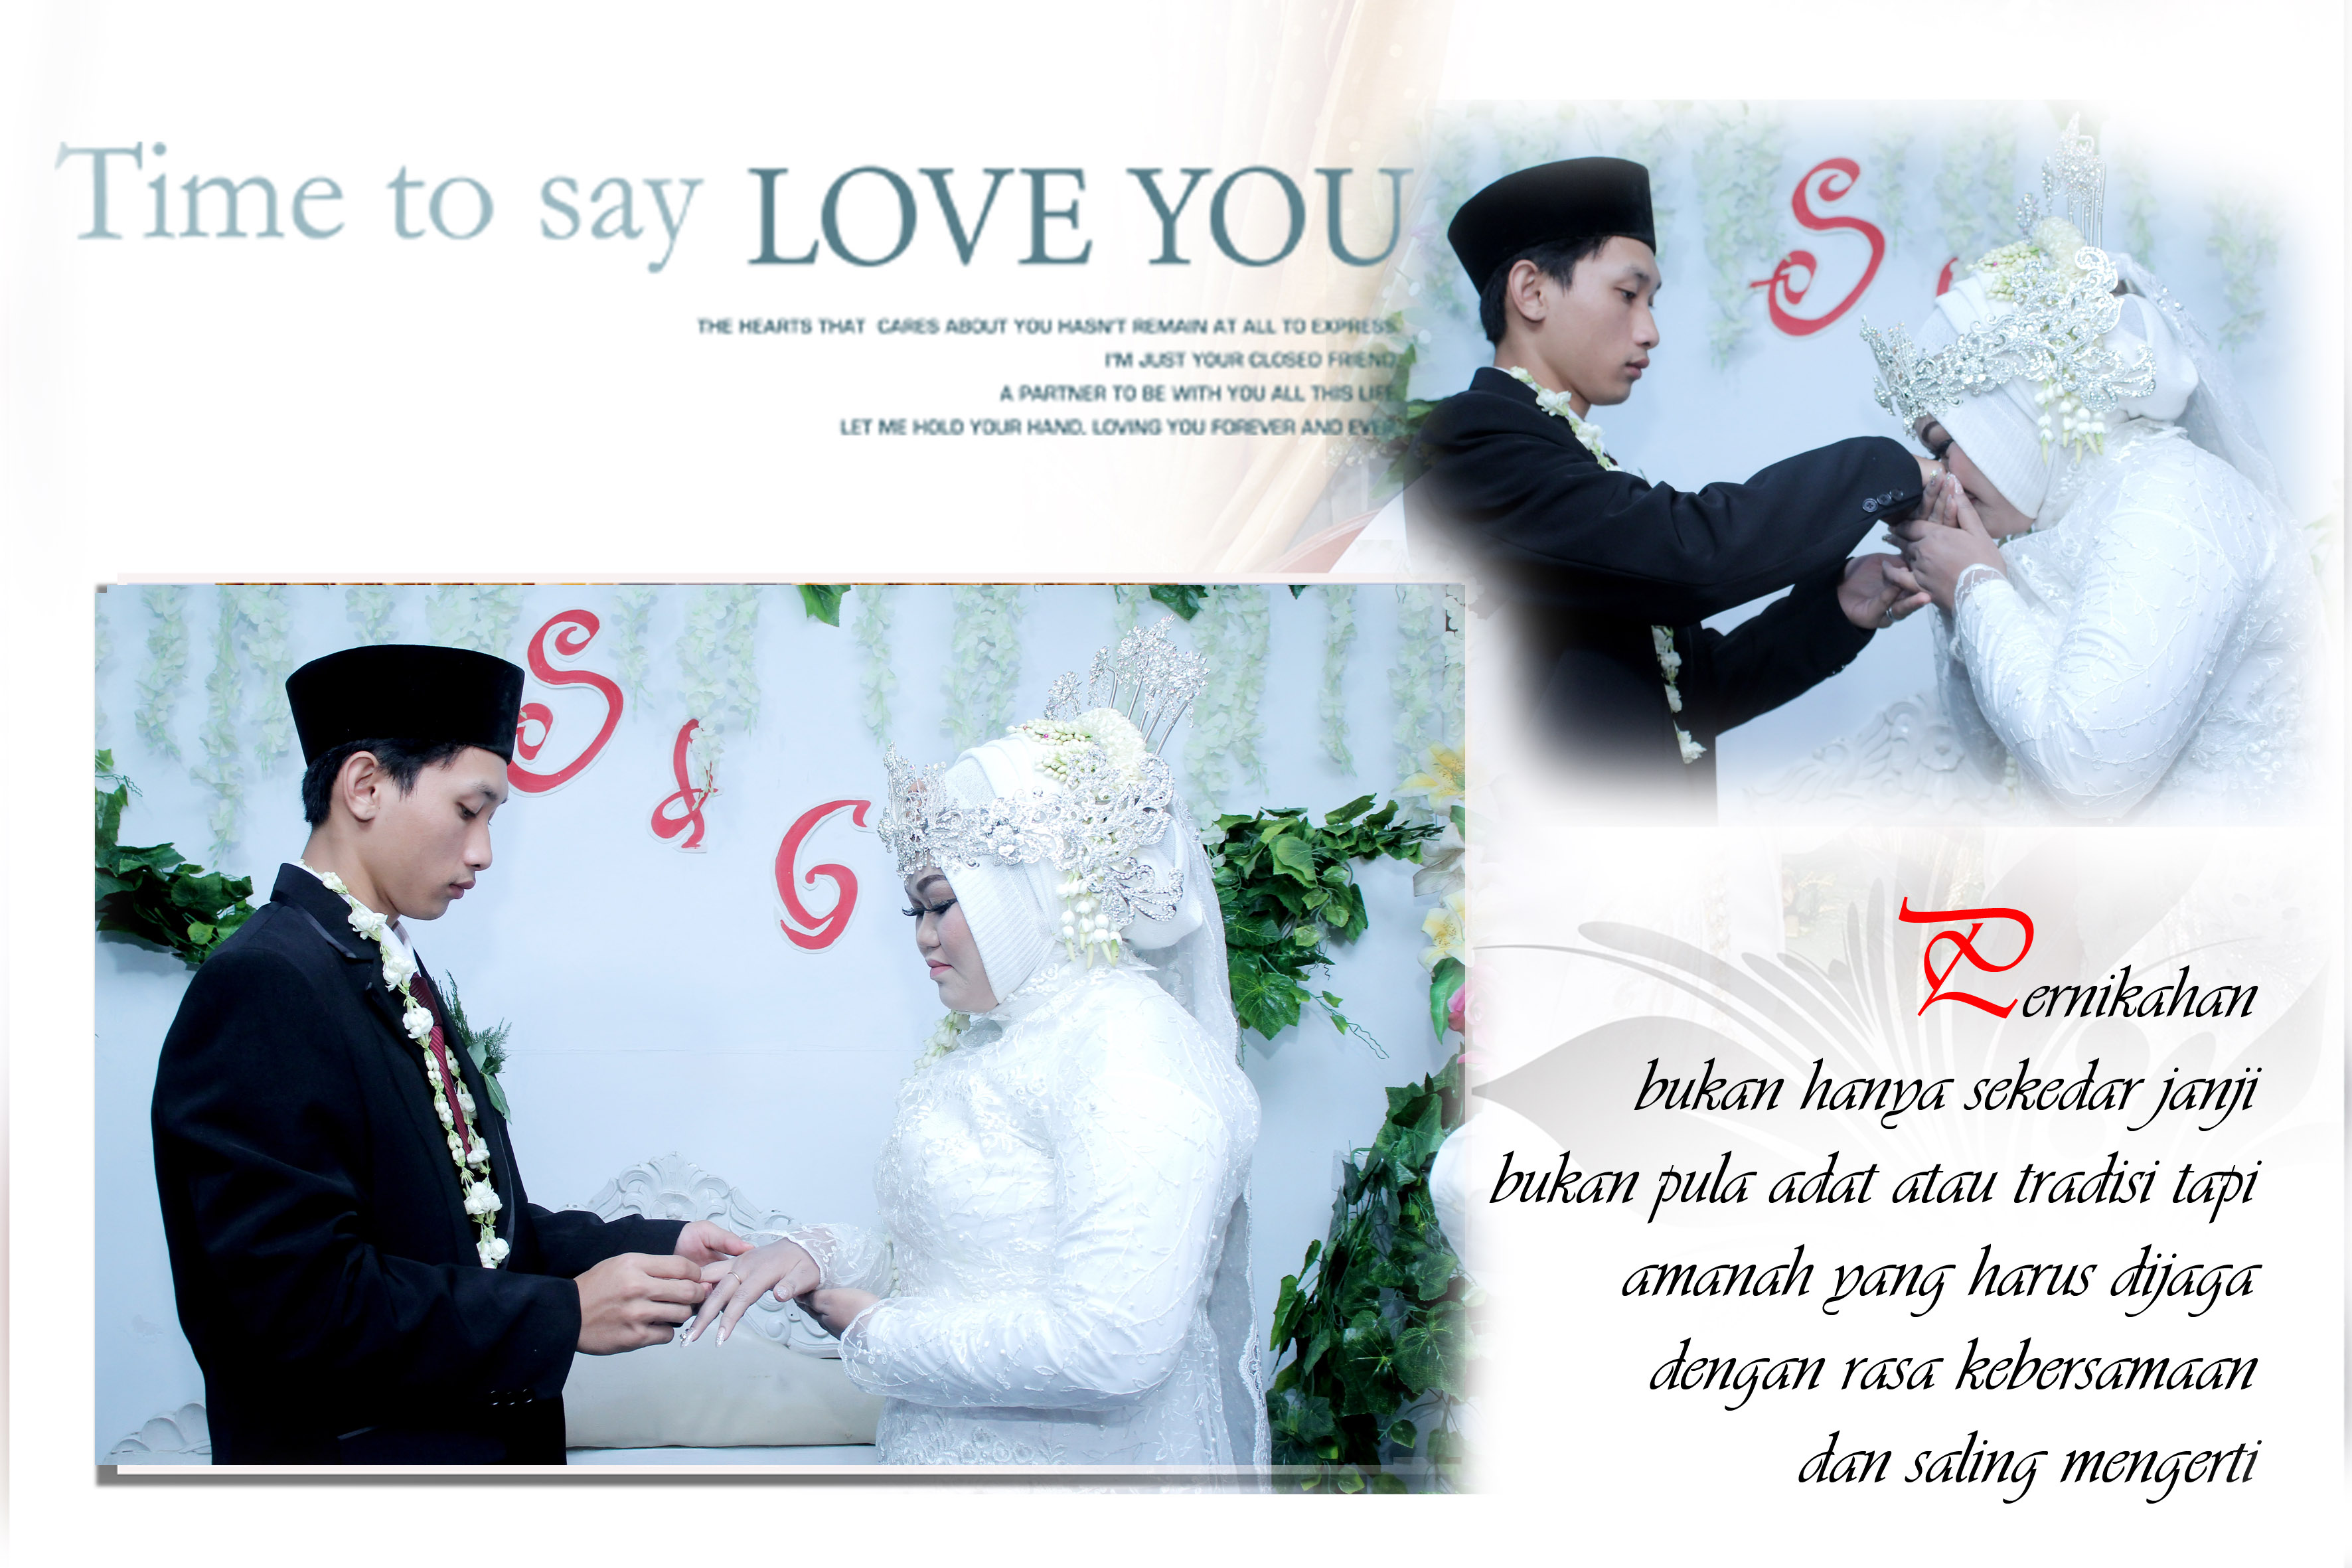 Time to say LOVE YOU
THE HEARTS THAT CARES ABOUT YOU HASN'T REMAIN AT ALL TO EXPRESS.
I'M JUST YOUR CLOSED FRIEND
A PARTNER TO BE WITH YOU ALL THIS LIFE
LET ME HOLD YOUR HAND. LOVING YOU FOREVER AND EVER
S
S
&
G
Pernikahan
bukan hanya sekedar janji
bukan pula adat atau tradisi tapi
amanah yang harus dijaga
dengan rasa kebersamaan
dan saling mengerti